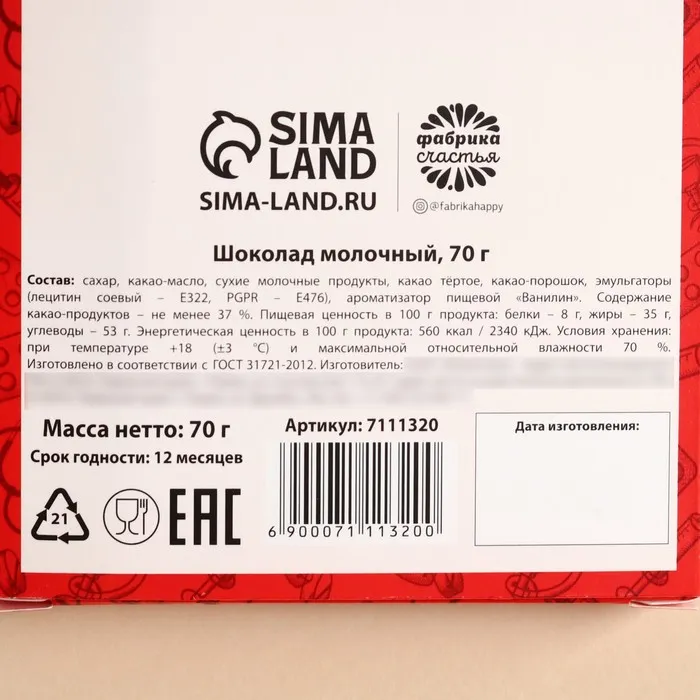 SIMA
LAND
SIMA-LAND.RU
фабрика
счастья
@fabrikahappy
Шоколад молочный, 70 г
Состав: сахар, какао-масло, сухие молочные продукты, какао тёртое, какао-порошок, эмульгаторы
(лецитин соевый – Е322, PGPR – Е476), ароматизатор пищевой «Ванилин». Содержание
какао-продуктов – не менее 37 %. Пищевая ценность в 100 г продукта: белки – 8 г, жиры – 35 г,
углеводы – 53 г. Энергетическая ценность в 100 г продукта: 560 ккал / 2340 кДж. Условия хранения:
при температуре +18 (±3 °С) и максимальной относительной влажности 70 %.
Изготовлено в соответствии с ГОСТ 31721-2012. Изготовитель:
Масса нетто: 70 г
Срок годности: 12 месяцев
21
EAC
Артикул: 7111320
6 900071 113200
Дата изготовления: